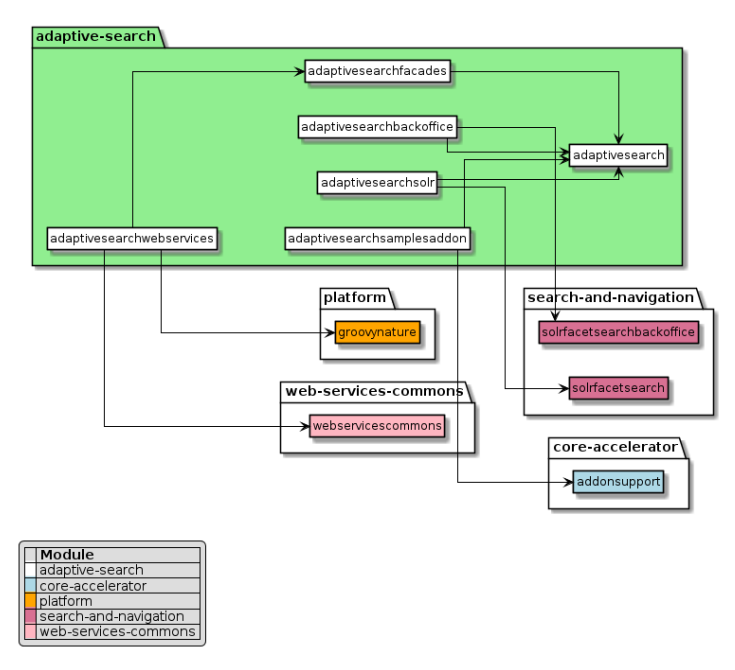 adaptive-search
adaptivesearchfacades
adaptivesearchbackoffice
adaptivesearch
adaptivesearchsolr
adaptivesearchwebservices
adaptivesearchsamplesaddon
platform
search-and-navigation
groovynature
solrfacetsearchbackoffice
web-services-commons
solrfacetsearch
webservicescommons
core-accelerator
addonsupport
Module
adaptive-search
core-accelerator
platform
search-and-navigation
web-services-commons